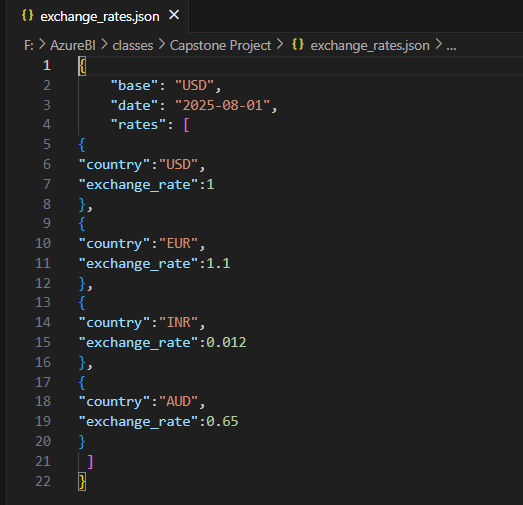 exchange_rates.json
F: > AzureBI > classes > Capstone Project > {} exchange_rates.json > ...
1 {
2 "base": "USD",
3 "date": "2025-08-01",
4 "rates": [
5 {
6 "country":"USD",
7 "exchange_rate":1
8 },
9 {
10 "country":"EUR",
11 "exchange_rate":1.1
12 },
13 {
14 "country":"INR",
15 "exchange_rate":0.012
16 },
17 {
18 "country":"AUD",
19 "exchange_rate":0.65
20 }
21 ]
22 }